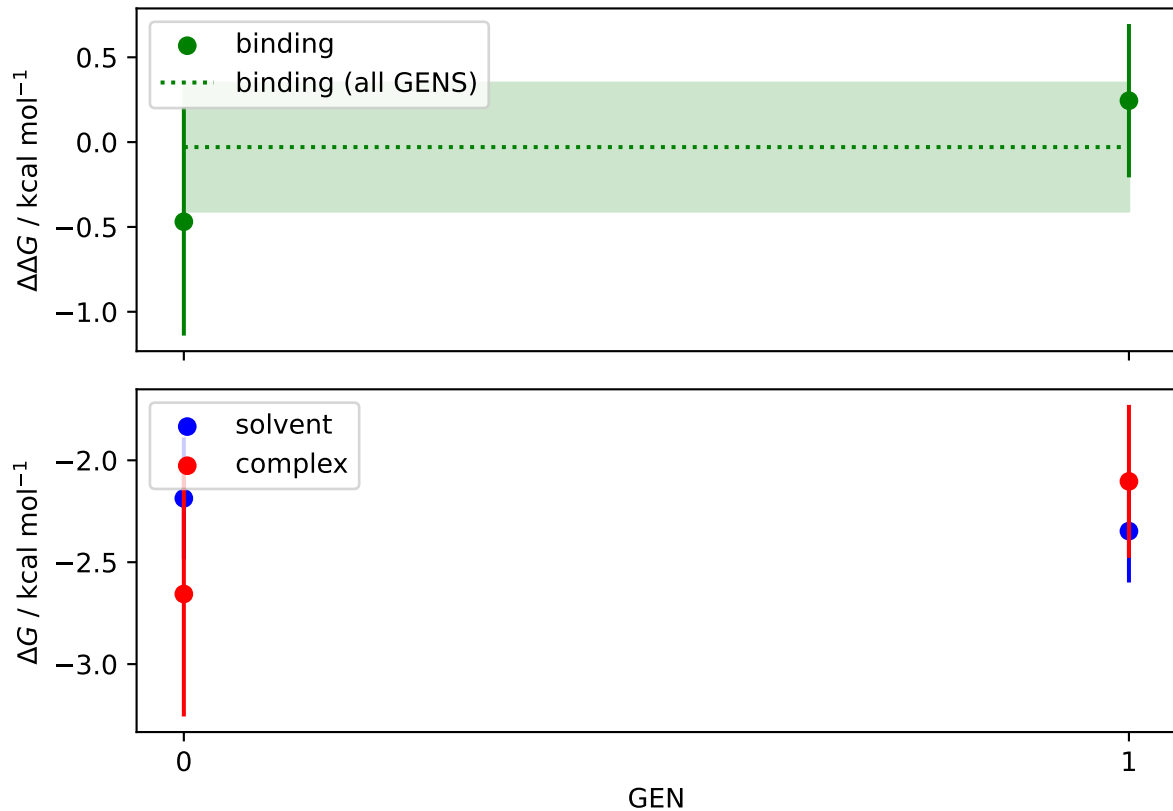 binding
binding (all GENS)
0.5
0.0
−0.5
−1.0
ΔΔG / kcal mol⁻¹
solvent
complex
−2.0
−2.5
−3.0
ΔG / kcal mol⁻¹
0
1
GEN